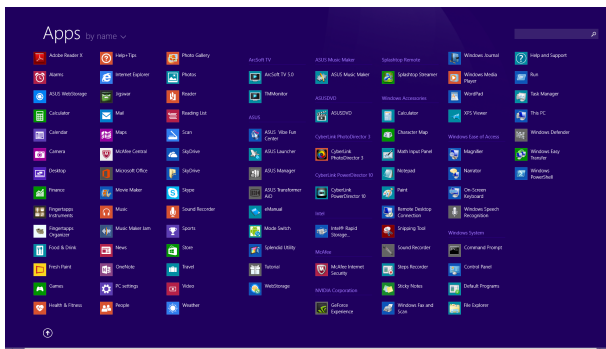 Apps by name
Adobe Reader X
Alarms
ASUS WebStorage
Calculator
Calendar
Camera
Desktop
Finance
Fingertapps
Instruments
Fingertapps
Organizer
Food & Drink
Fresh Paint
Games
Health & Fitness
Help+Tips
Internet Explorer
Jigswar
Mail
Maps
McAfee Central
Microsoft Office
Movie Maker
Music
Music Maker Jam
News
OneNote
PC settings
People
Photo Gallery
Photos
Reader
Reading List
Scan
SkyDrive
SkyDrive
Skype
Sound Recorder
Sports
Store
Travel
Video
Weather
ArcSoft TV
ArcSoft TV 5.0
TMMonitor
ASUS
ASUS Vibe Fun
Center
ASUS Launcher
ASUS Manager
ASUS Transformer
AiO
eManual
Mode Switch
Splendid Utility
Tutorial
WebStorage
ASUS Music Maker
ASUS Music Maker
ASUSDVD
ASUSDVD
CyberLink PhotoDirector 3
CyberLink
PhotoDirector 3
CyberLink PowerDirector 10
CyberLink
PowerDirector 10
Intel
Intel® Rapid
Storage...
McAfee
McAfee Internet
Security
NVIDIA Corporation
GeForce
Experience
Splashtop Remote
Splashtop Streamer
Windows Accessories
Calculator
Character Map
Math Input Panel
Notepad
Paint
Remote Desktop
Connection
Snipping Tool
Sound Recorder
Steps Recorder
Sticky Notes
Windows Fax and
Scan
Windows Journal
Windows Media
Player
WordPad
XPS Viewer
Windows Ease of Access
Magnifier
Narrator
On-Screen
Keyboard
Windows Speech
Recognition
Windows System
Command Prompt
Control Panel
Default Programs
File Explorer
Help and Support
Run
Task Manager
This PC
Windows Defender
Windows Easy
Transfer
Windows
PowerShell